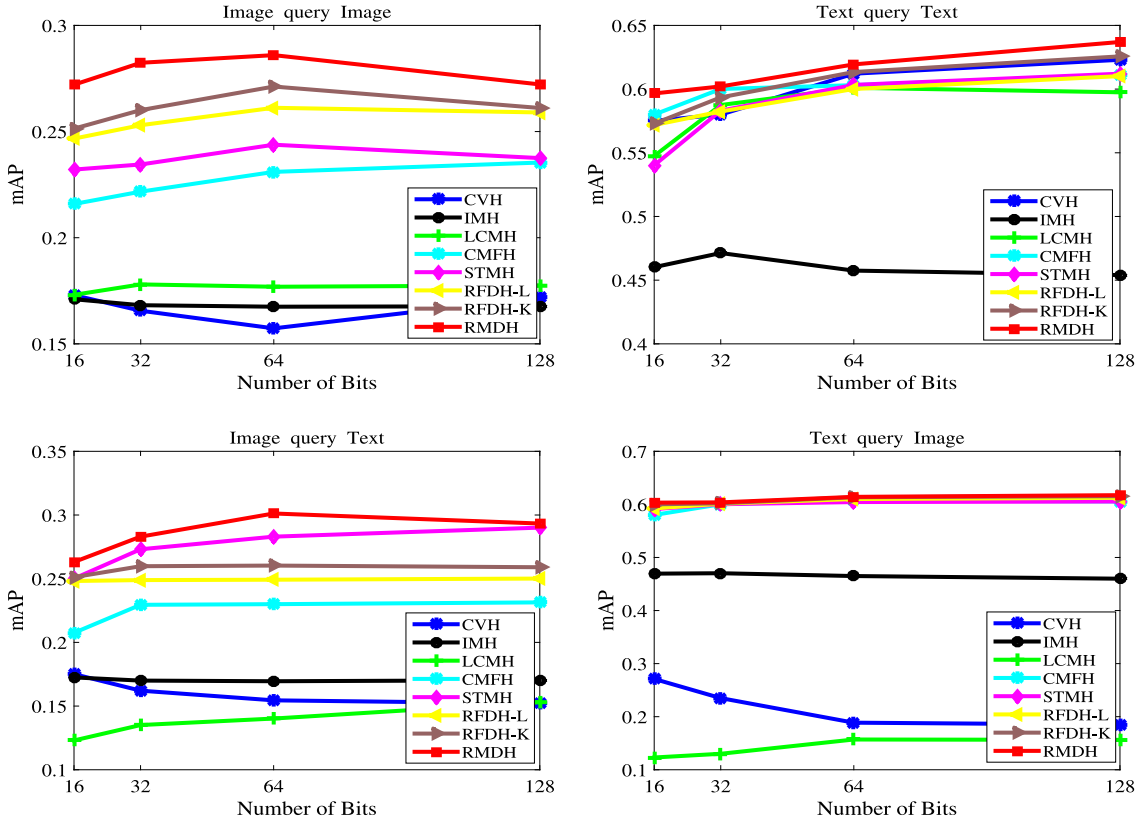 Image query Image
0.3
0.25
0.2
0.15
mAP
16
32
64
128
Number of Bits
CVH
IMH
LCMH
CMFH
STMH
RFDH-L
RFDH-K
RMDH
Text query Text
0.65
0.6
0.55
0.5
0.45
0.4
mAP
16
32
64
128
Number of Bits
CVH
IMH
LCMH
CMFH
STMH
RFDH-L
RFDH-K
RMDH
Image query Text
0.35
0.3
0.25
0.2
0.15
0.1
mAP
16
32
64
128
Number of Bits
CVH
IMH
LCMH
CMFH
STMH
RFDH-L
RFDH-K
RMDH
Text query Image
0.7
0.6
0.5
0.4
0.3
0.2
0.1
mAP
16
32
64
128
Number of Bits
CVH
IMH
LCMH
CMFH
STMH
RFDH-L
RFDH-K
RMDH